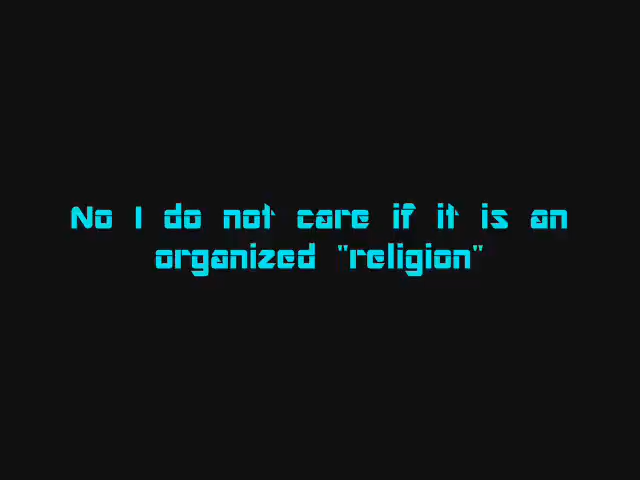 No I do not care if it is an
organized "religion"